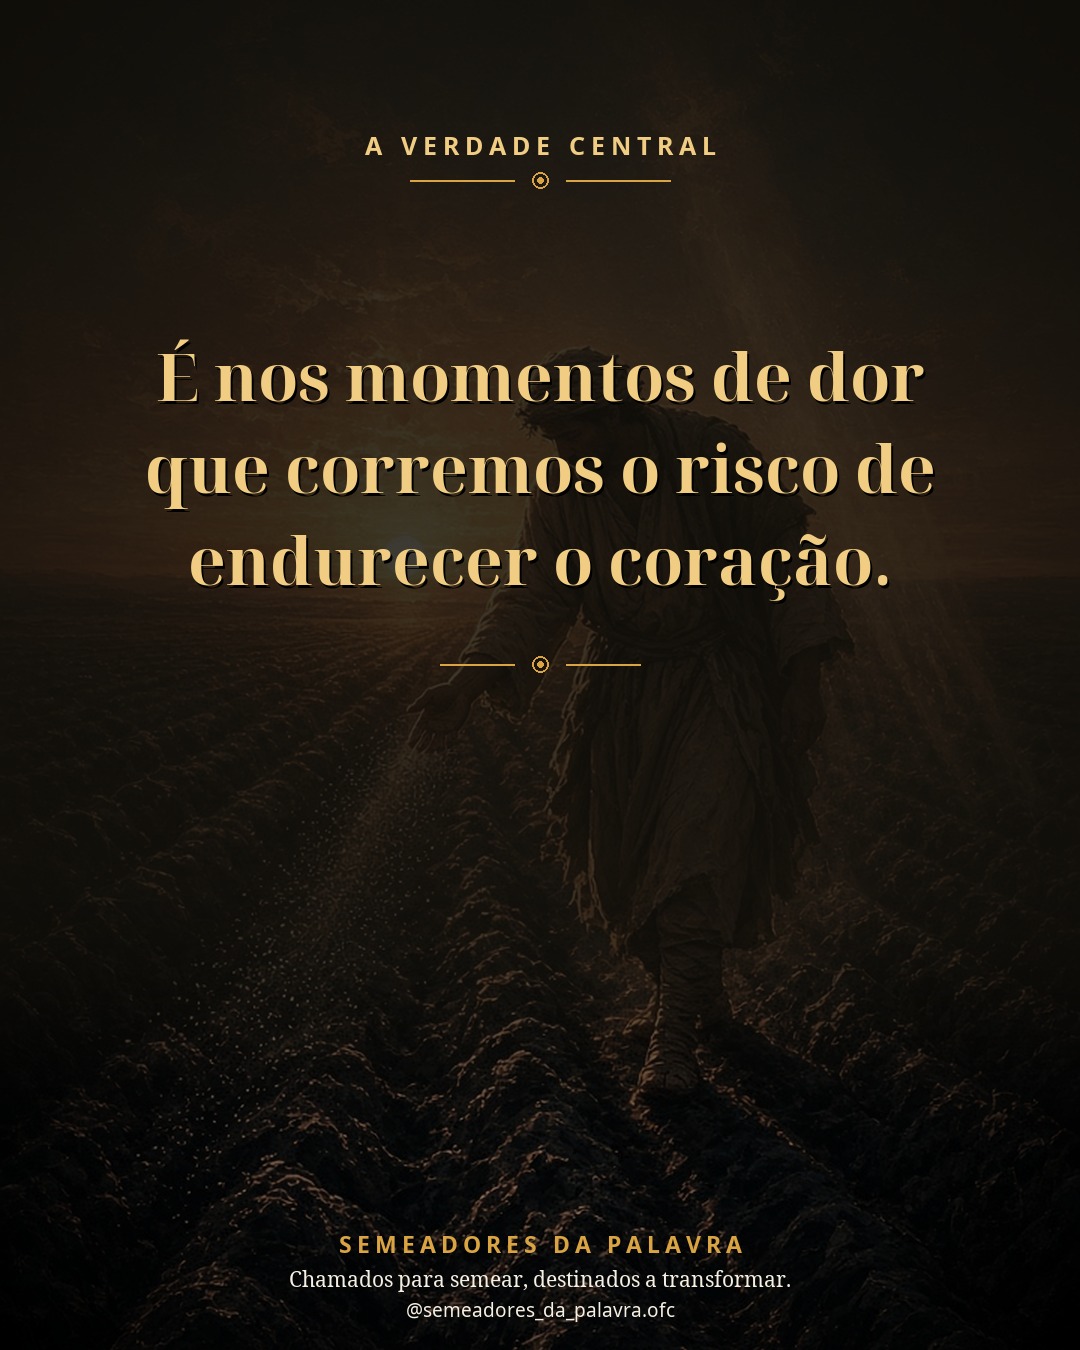 A VERDADE CENTRAL
É nos momentos de dor
que corremos o risco de
endurecer o coração.
SEMEADORES DA PALAVRA
Chamados para semear, destinados a transformar.
@semeadores_da_palavra.ofc